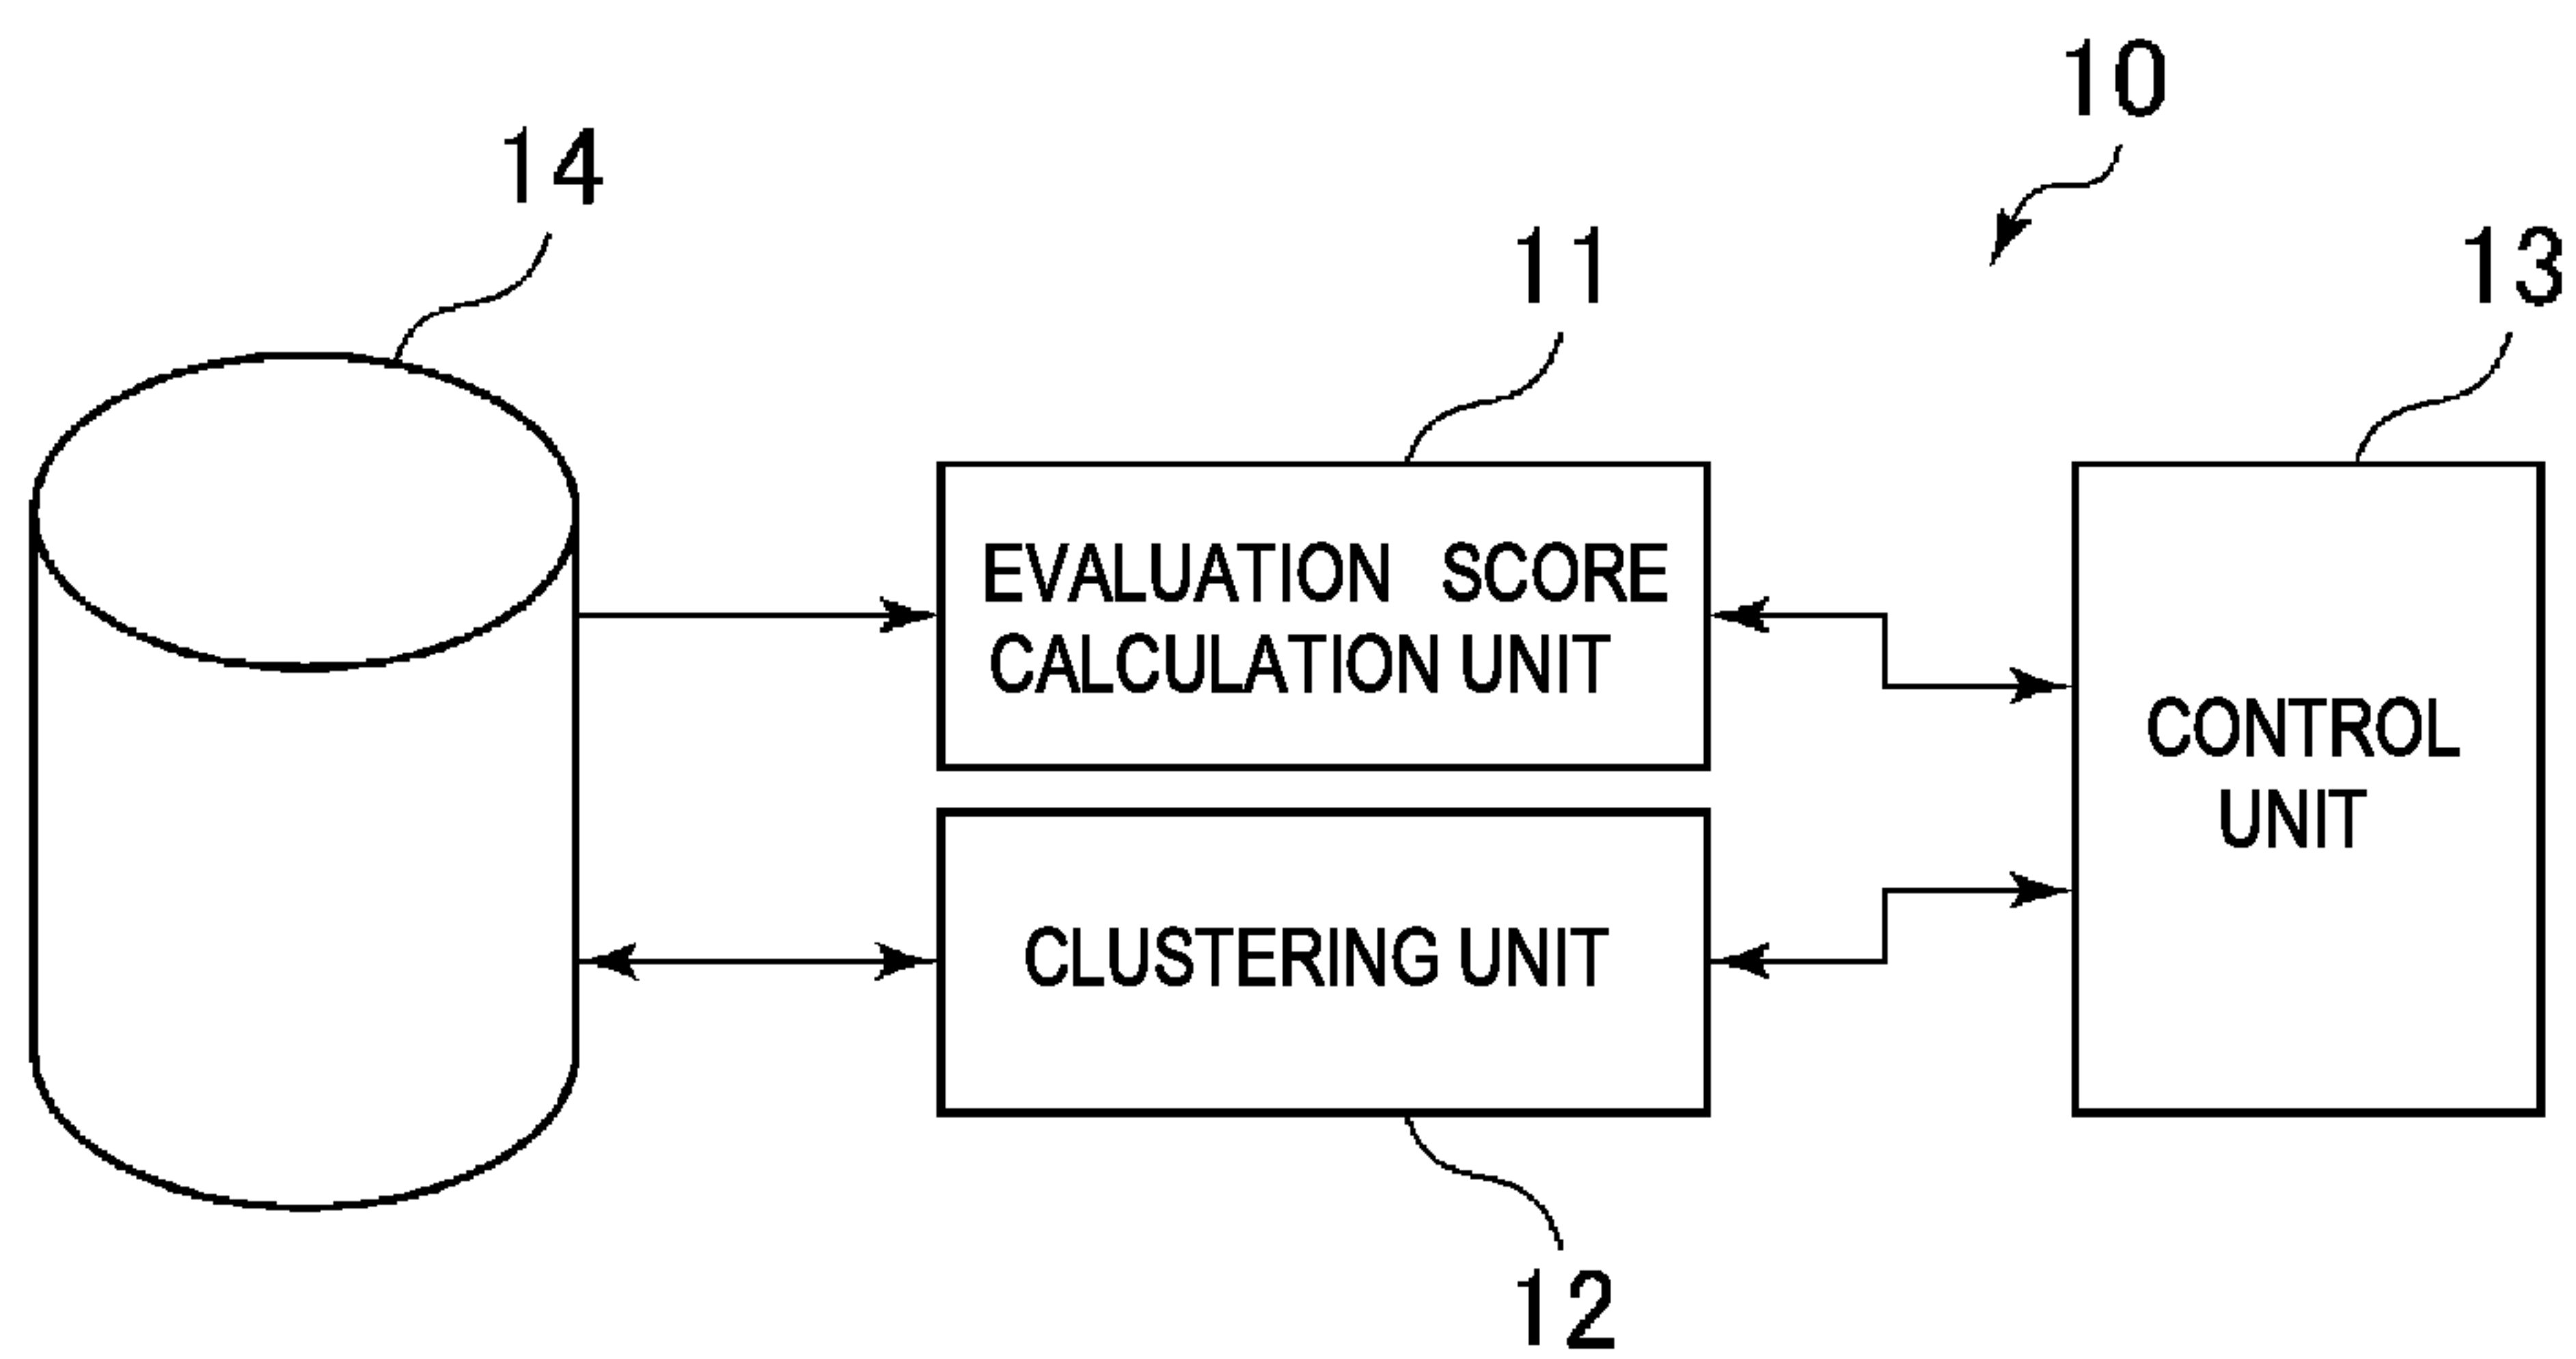 10
14
11
13
EVALUATION SCORE
CALCULATION UNIT
CONTROL
UNIT
CLUSTERING UNIT
12